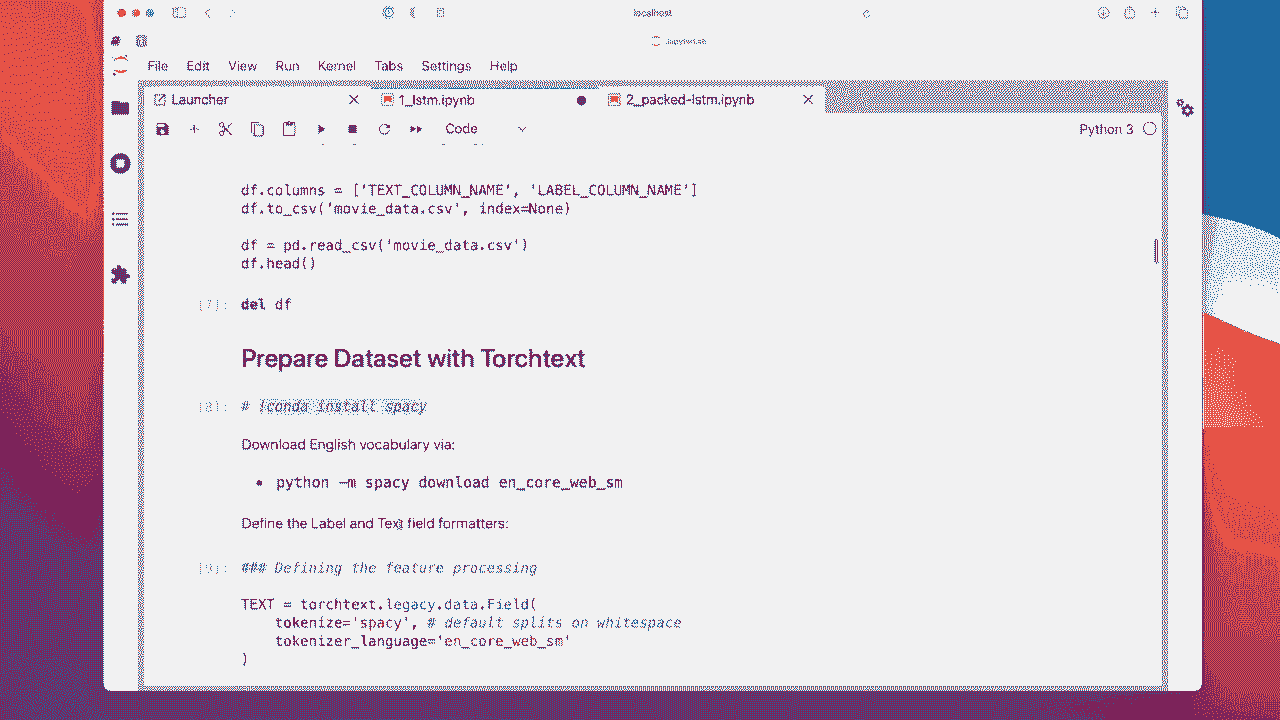 localhost
JupyterLab
File Edit View Run Kernel Tabs Settings Help
Launcher 1_lstm.ipynb 2_packed-lstm.ipynb
Code Python 3
df.columns = ['TEXT_COLUMN_NAME', 'LABEL_COLUMN_NAME']
df.to_csv('movie_data.csv', index=None)
df = pd.read_csv('movie_data.csv')
df.head()
[7]: del df
Prepare Dataset with Torchtext
[8]: # !conda install spacy
Download English vocabulary via:
• python -m spacy download en_core_web_sm
Define the Label and Text field formatters:
[9]: ### Defining the feature processing
TEXT = torchtext.legacy.data.Field(
tokenize='spacy', # default splits on whitespace
tokenizer_language='en_core_web_sm'
)